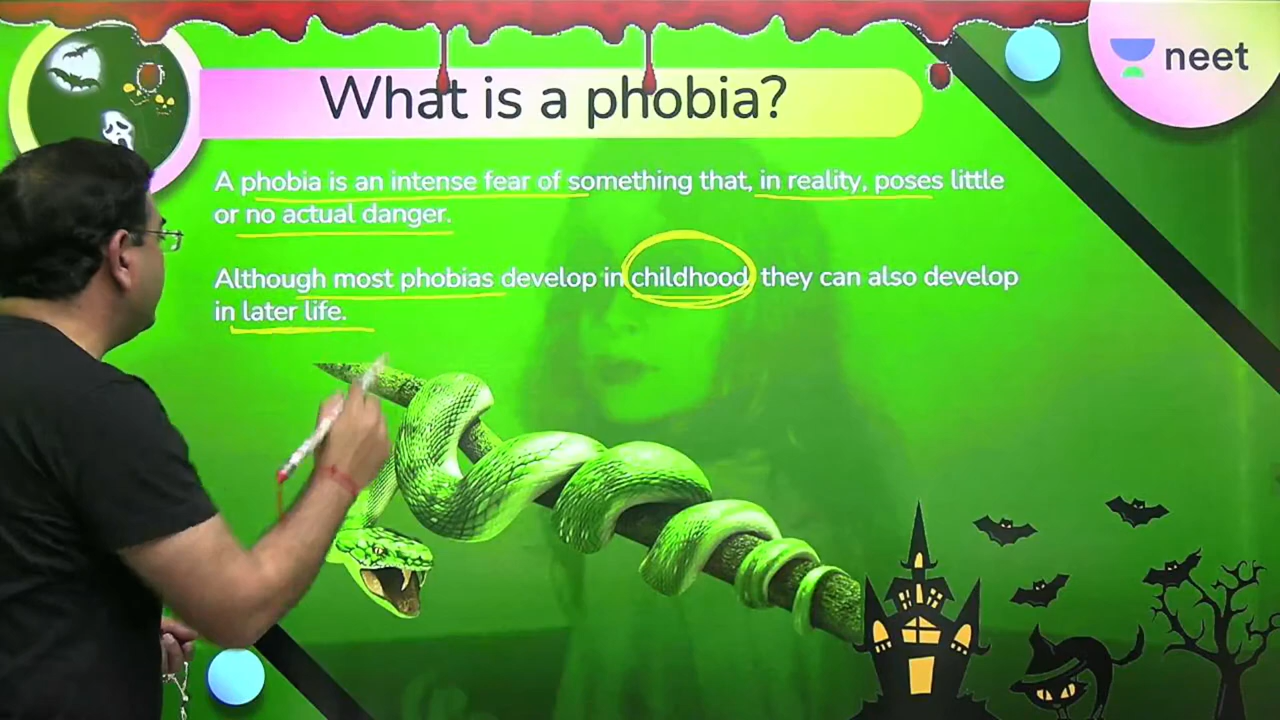 What is a phobia?
neet
A phobia is an intense fear of something that, in reality, poses little
or no actual danger.
Although most phobias develop in childhood, they can also develop
in later life.